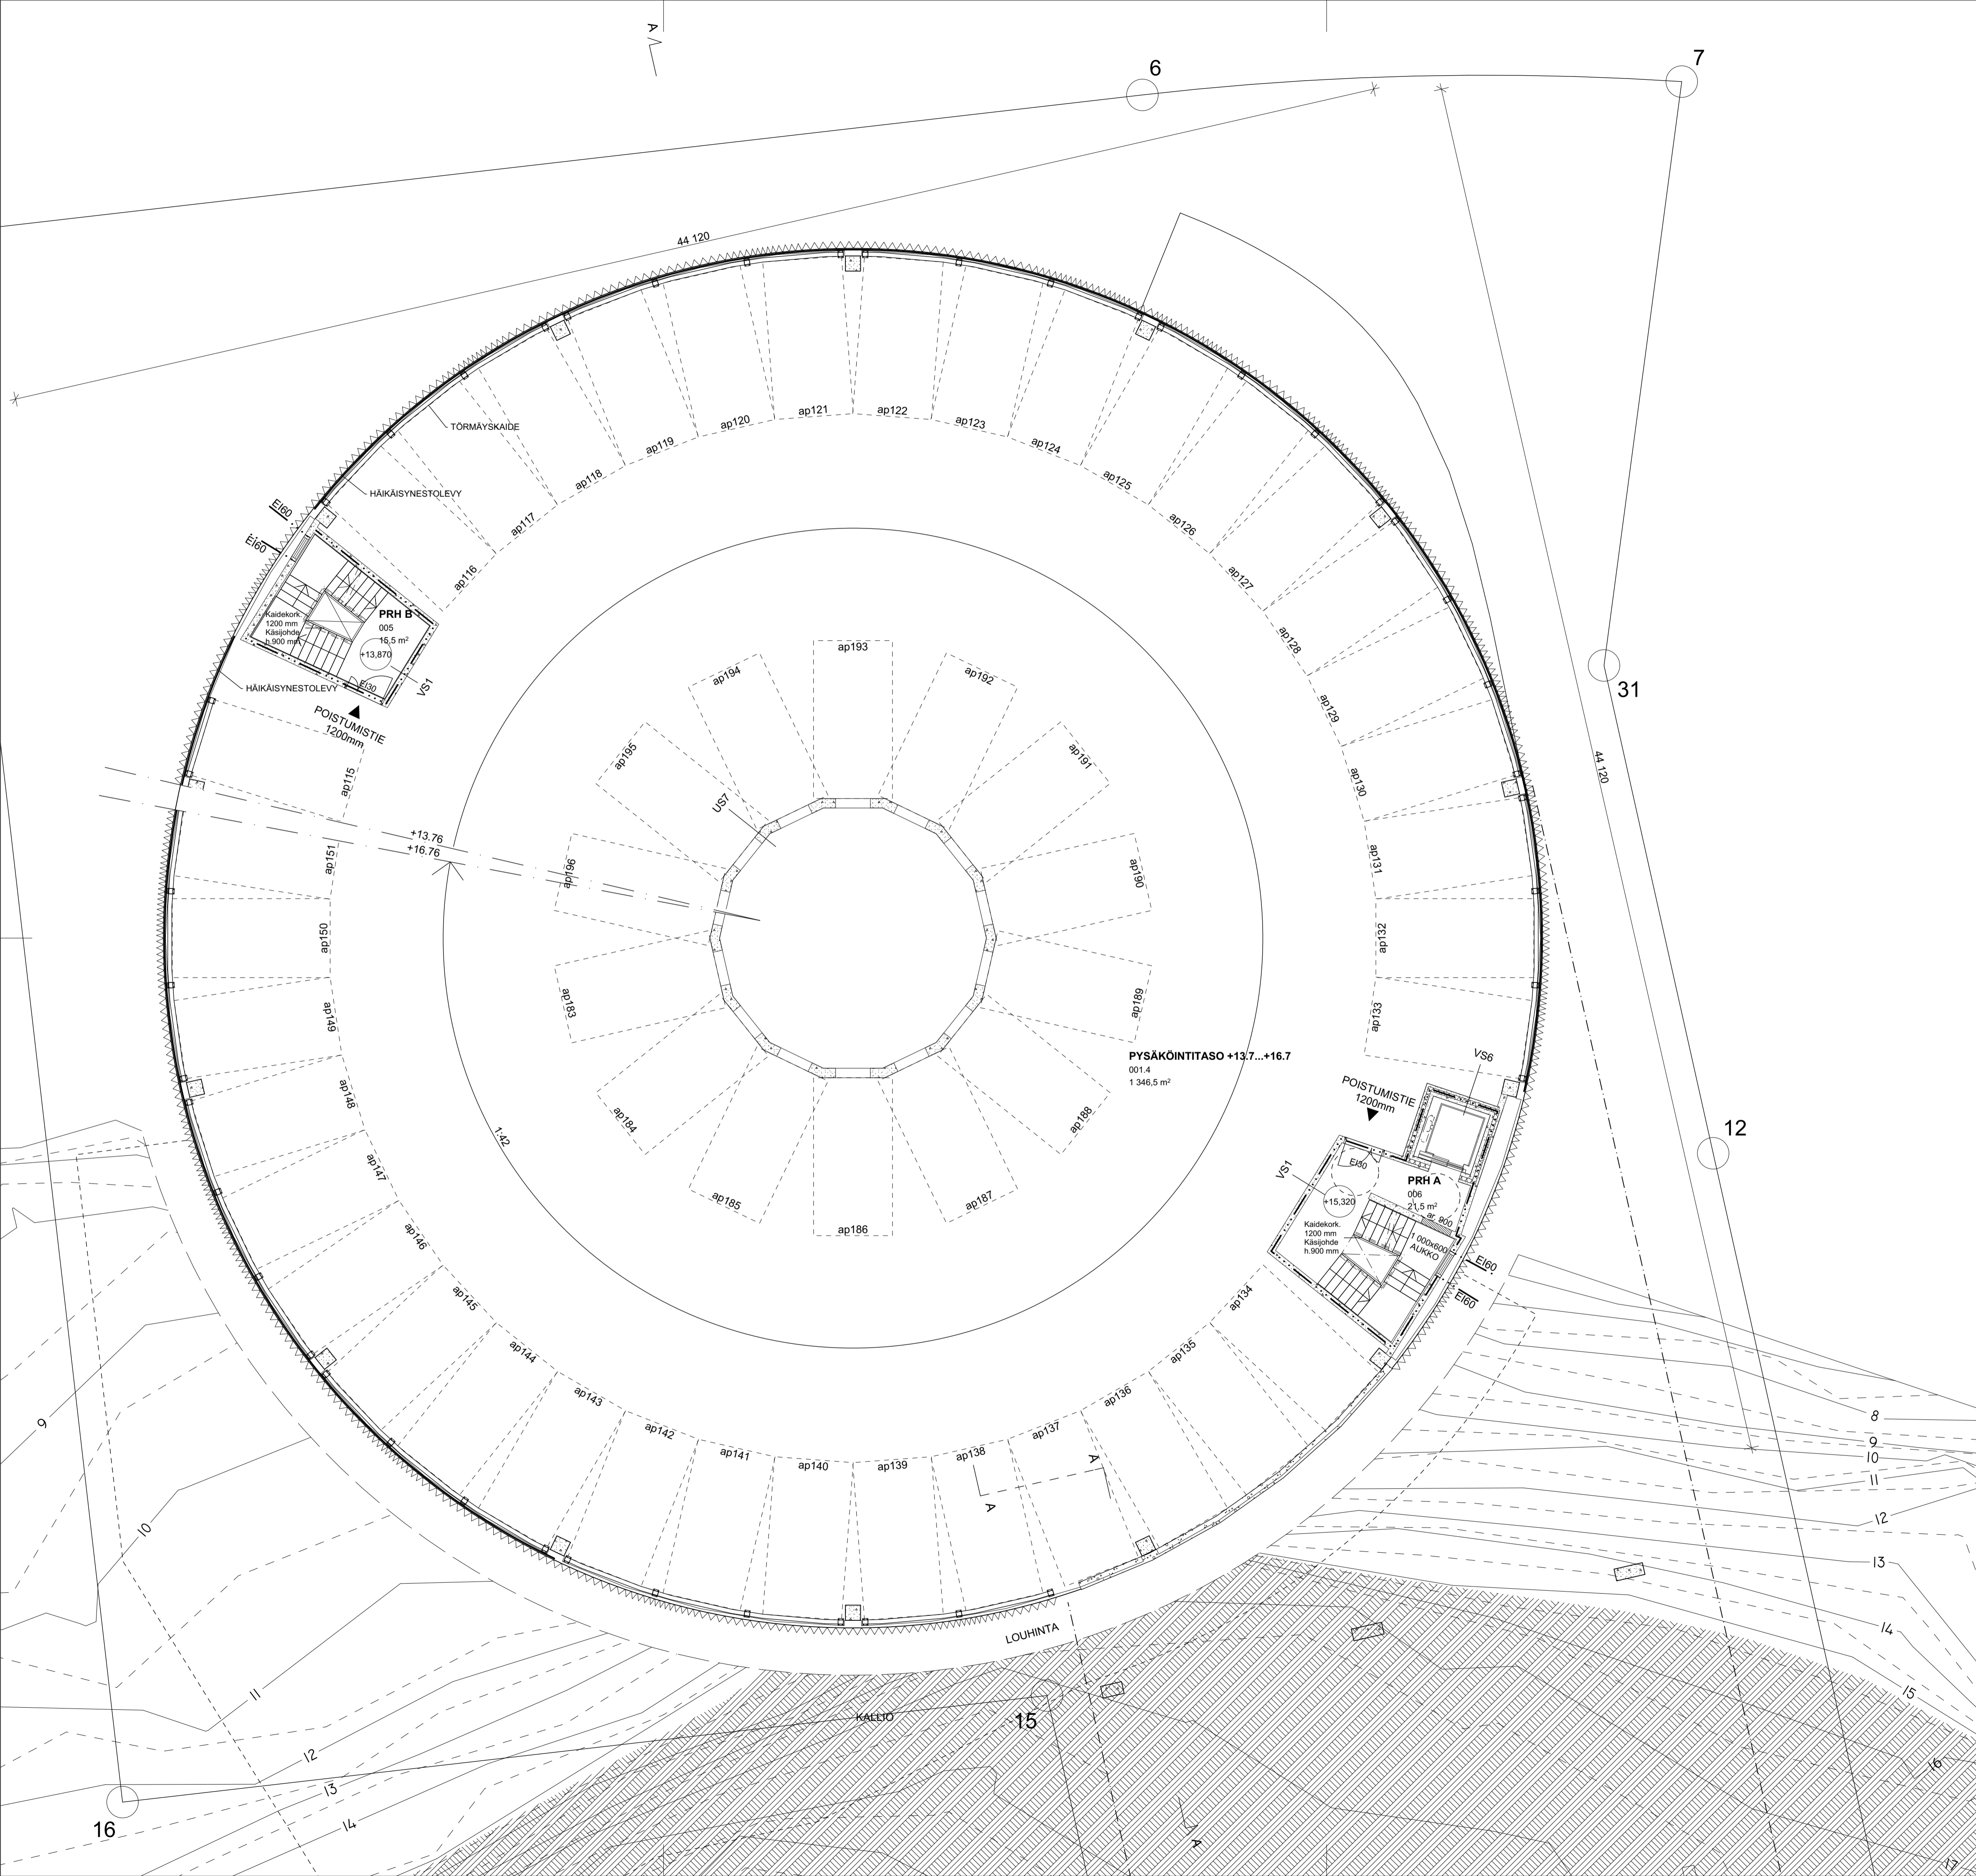 A
6
7
44 120
ap121
ap122
ap120
ap123
TÖRMÄYSKAIDE
ap119
ap124
ap118
ap125
HÄIKÄISYNESTOLEVY
EI60
EI60
ap117
ap126
ap116
ap127
Kaidekork.
1200 mm
Käsijohde
h.900 mm
PRH B
005
15,5 m²
+13,870
EI30
VS1
HÄIKÄISYNESTOLEVY
POISTUMISTIE
1200mm
ap128
ap193
ap194
ap192
ap195
ap191
ap129
31
44 120
ap115
ap130
US7
+13.76
+16.76
ap151
ap196
ap190
ap131
ap150
ap132
ap149
ap183
ap189
ap133
PYSÄKÖINTITASO +13.7...+16.7
001.4
1 346,5 m²
VS6
POISTUMISTIE
1200mm
ap148
1:42
ap184
ap188
12
ap147
VS1
EI30
PRH A
006
21,5 m²
ar. 900
+15,320
Kaidekork.
1200 mm
Käsijohde
h.900 mm
1 000x600
AUKKO
EI60
EI60
ap185
ap187
ap186
ap146
ap145
ap134
ap144
ap135
ap143
ap136
ap142
ap137
ap141
ap138
ap140
ap139
A
A
9
10
11
12
13
14
8
9
10
11
12
13
14
15
16
17
LOUHINTA
KALLIO
15
16
A